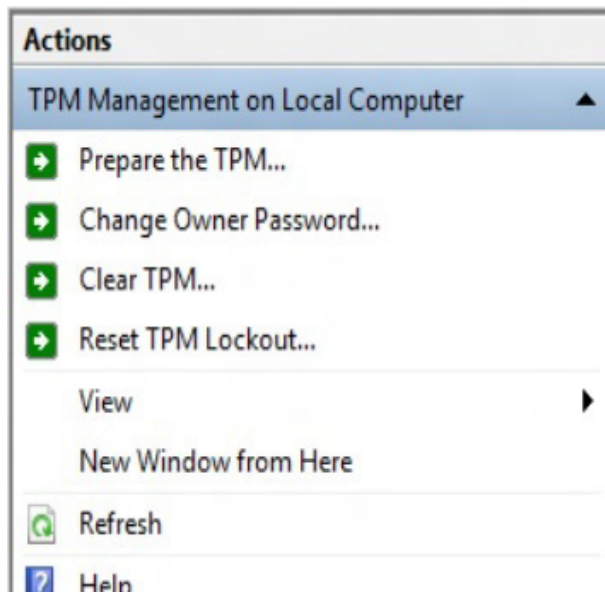 Actions
TPM Management on Local Computer
Prepare the TPM...
Change Owner Password...
Clear TPM...
Reset TPM Lockout...
View
New Window from Here
Refresh
Help